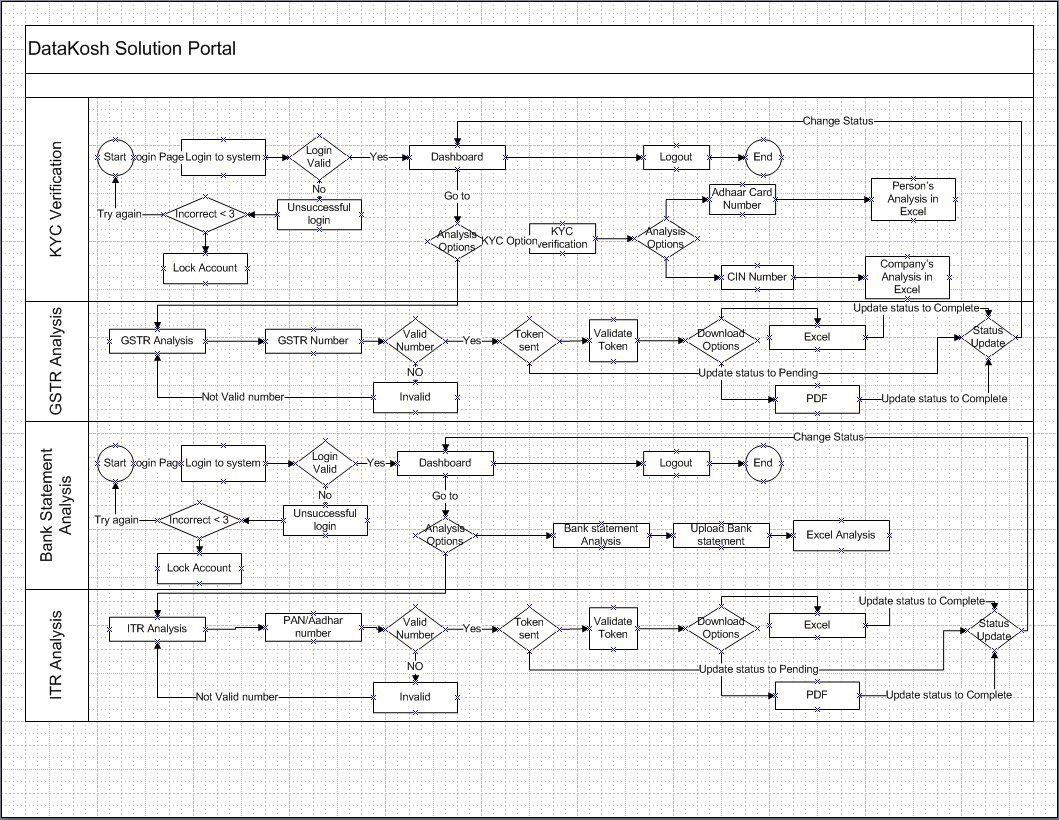 DataKosh Solution Portal
KYC Verification
Change Status
Start
ogin Page
Login to system
Login
Valid
Yes
Dashboard
Logout
End
No
Go to
Try again
Incorrect < 3
Unsuccessful
login
Lock Account
Analysis
Options
KYC Option
KYC
verification
Analysis
Options
Adhaar Card
Number
Person's
Analysis in
Excel
CIN Number
Company's
Analysis in
Excel
GSTR Analysis
Update status to Complete
GSTR Analysis
GSTR Number
Valid
Number
Yes
Token
sent
Validate
Token
Download
Options
Excel
Status
Update
NO
Update status to Pending
Not Valid number
Invalid
PDF
Update status to Complete
Bank Statement
Analysis
Change Status
Start
ogin Page
Login to system
Login
Valid
Yes
Dashboard
Logout
End
No
Go to
Try again
Incorrect < 3
Unsuccessful
login
Lock Account
Analysis
Options
Bank statement
Analysis
Upload Bank
statement
Excel Analysis
ITR Analysis
Update status to Complete
ITR Analysis
PAN/Aadhar
number
Valid
Number
Yes
Token
sent
Validate
Token
Download
Options
Excel
Status
Update
NO
Update status to Pending
Not Valid number
Invalid
PDF
Update status to Complete